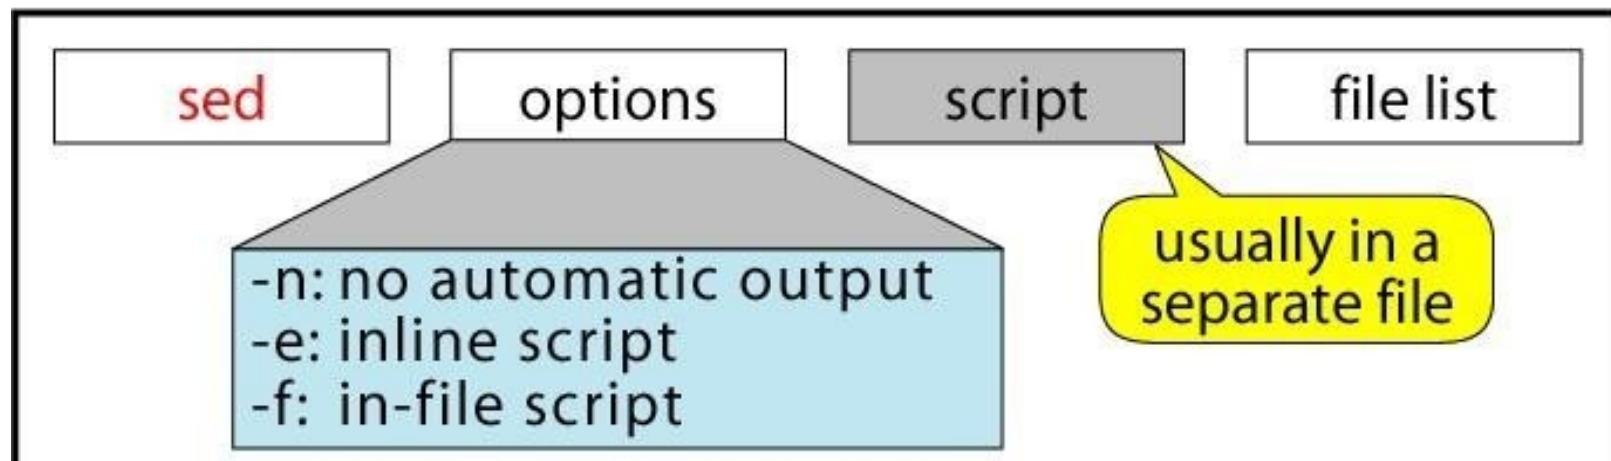 sed
options
script
file list
-n: no automatic output
-e: inline script
-f: in-file script
usually in a
separate file